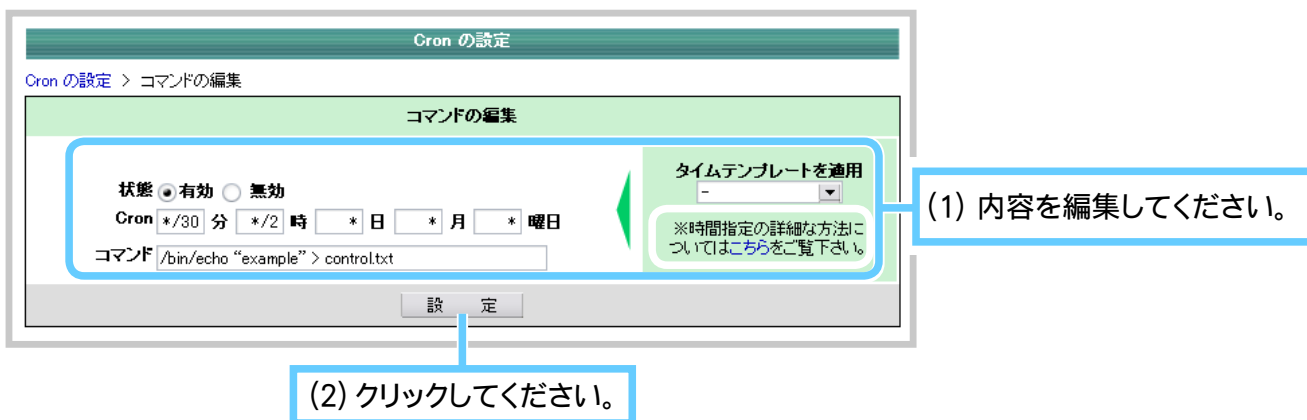 Cron の設定
Cron の設定 > コマンドの編集
コマンドの編集
状態 有効 無効
Cron */30 分 */2 時 * 日 * 月 * 曜日
コマンド /bin/echo “example” > control.txt
タイムテンプレートを適用
-
※時間指定の詳細な方法に
ついてはこちらをご覧下さい。
設 定
(1) 内容を編集してください。
(2) クリックしてください。